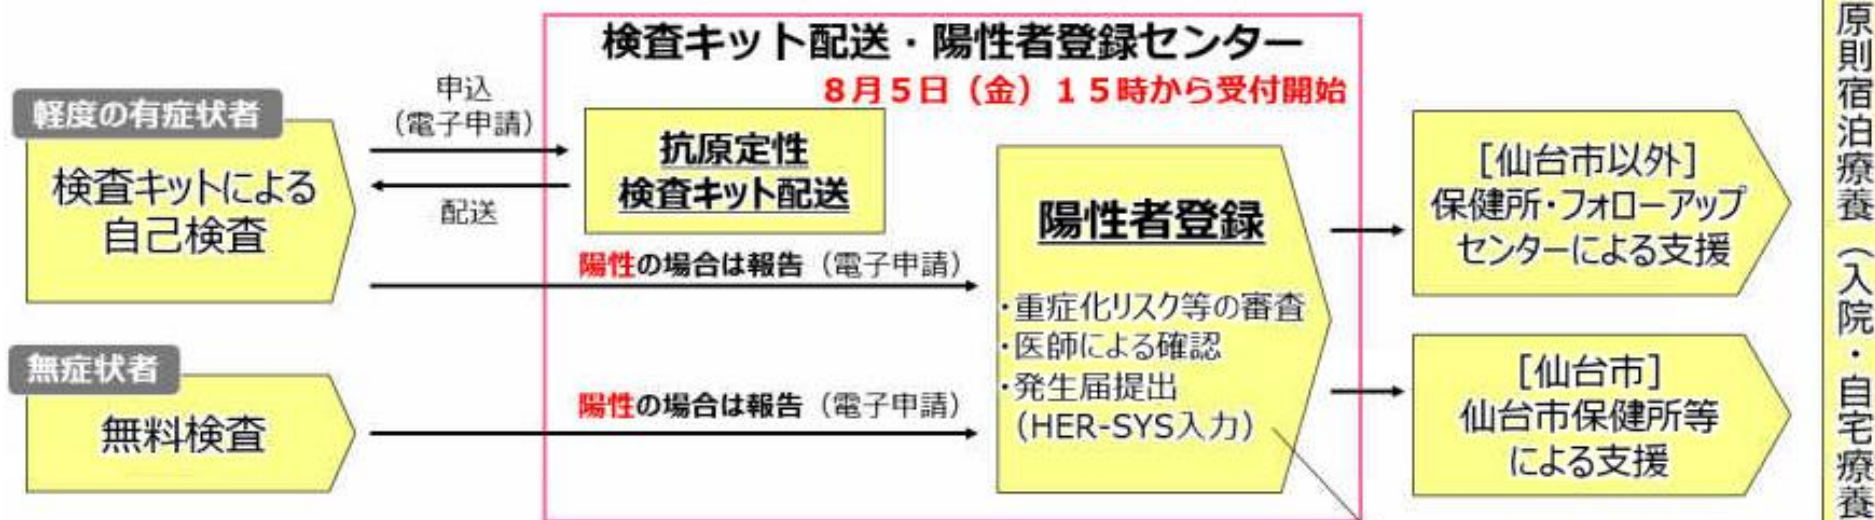 検査キット配送・陽性者登録センター
8月5日（金）15時から受付開始
軽度の有症状者
検査キットによる
自己検査
申込
（電子申請）
配送
抗原定性
検査キット配送
陽性の場合は報告（電子申請）
無症状者
無料検査
陽性の場合は報告（電子申請）
陽性者登録
・重症化リスク等の審査
・医師による確認
・発生届提出
（HER-SYS入力）
［仙台市以外］
保健所・フォローアップ
センターによる支援
［仙台市］
仙台市保健所等
による支援
原則宿泊療養（入院・自宅療養